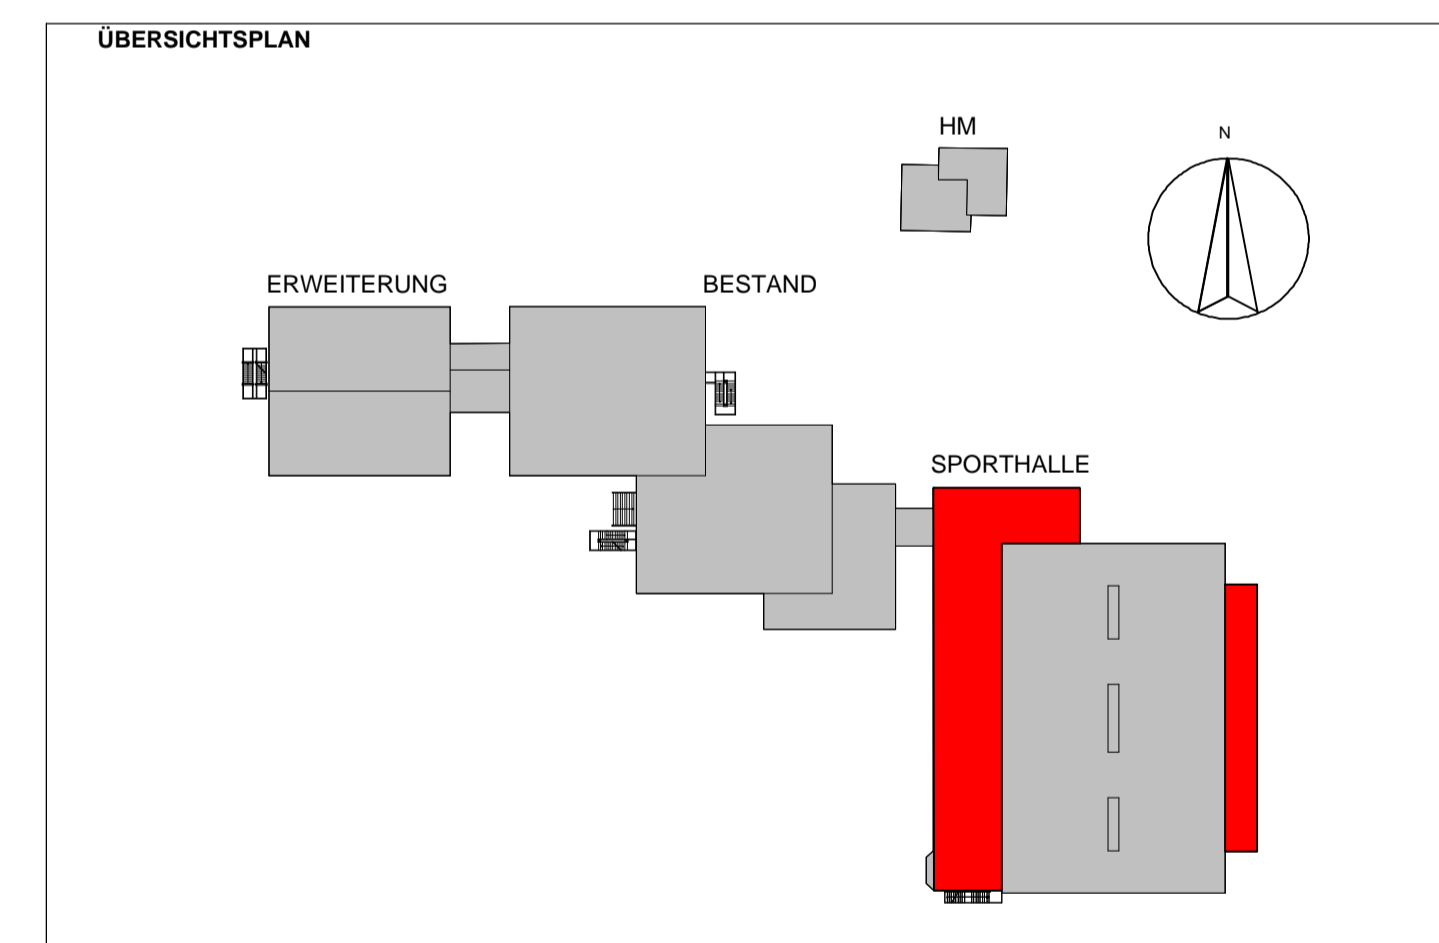 ÜBERSICHTSPLAN
HM
N
ERWEITERUNG
BESTAND
SPORTHALLE